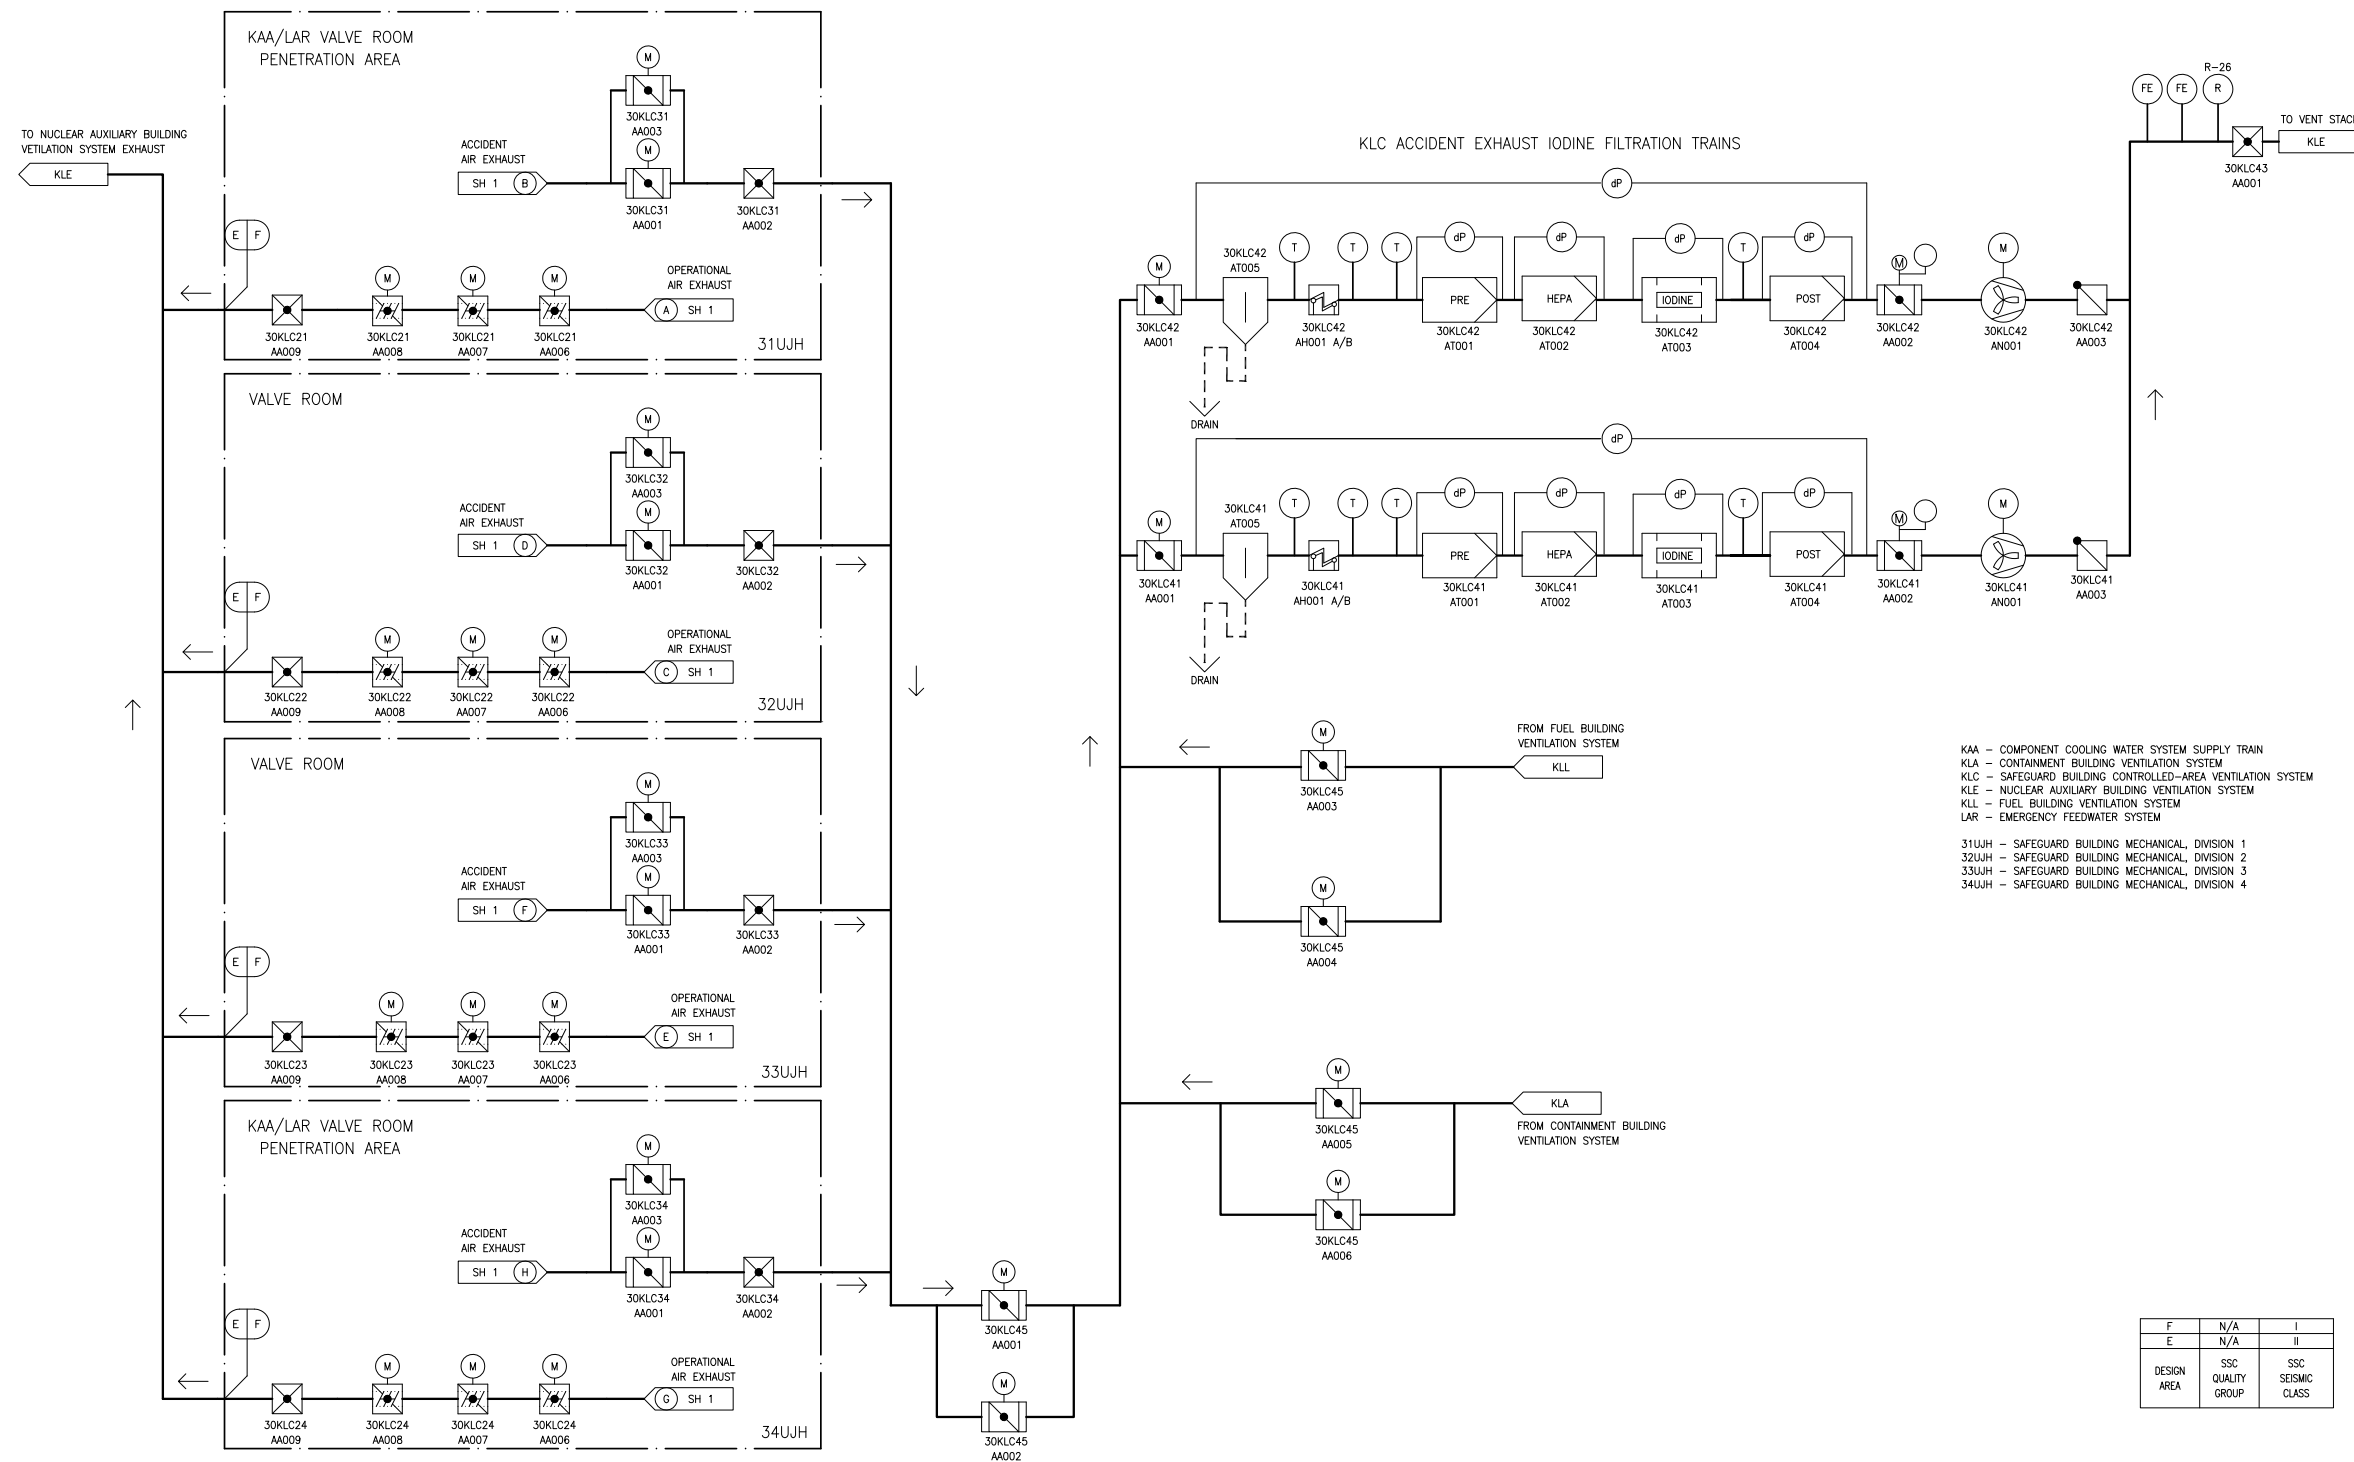 KAA/LAR VALVE ROOM
PENETRATION AREA
M
30KLC31
AA003
M
ACCIDENT
AIR EXHAUST
SH 1 B
30KLC31
AA001
30KLC31
AA002
TO NUCLEAR AUXILIARY BUILDING
VETILATION SYSTEM EXHAUST
KLE
E F
M
M
M
OPERATIONAL
AIR EXHAUST
A SH 1
30KLC21
AA009
30KLC21
AA008
30KLC21
AA007
30KLC21
AA006
31UJH
VALVE ROOM
M
30KLC32
AA003
M
ACCIDENT
AIR EXHAUST
SH 1 D
30KLC32
AA001
30KLC32
AA002
E F
M
M
M
OPERATIONAL
AIR EXHAUST
C SH 1
30KLC22
AA009
30KLC22
AA008
30KLC22
AA007
30KLC22
AA006
32UJH
VALVE ROOM
M
30KLC33
AA003
M
ACCIDENT
AIR EXHAUST
SH 1 F
30KLC33
AA001
30KLC33
AA002
E F
M
M
M
OPERATIONAL
AIR EXHAUST
E SH 1
30KLC23
AA009
30KLC23
AA008
30KLC23
AA007
30KLC23
AA006
33UJH
KAA/LAR VALVE ROOM
PENETRATION AREA
M
30KLC34
AA003
M
ACCIDENT
AIR EXHAUST
SH 1 H
30KLC34
AA001
30KLC34
AA002
E F
M
M
M
OPERATIONAL
AIR EXHAUST
G SH 1
30KLC24
AA009
30KLC24
AA008
30KLC24
AA007
30KLC24
AA006
34UJH
M
30KLC45
AA001
M
30KLC45
AA002
KLC ACCIDENT EXHAUST IODINE FILTRATION TRAINS
dP
M
30KLC42
AA001
30KLC42
AT005
DRAIN
T
30KLC42
AH001 A/B
T
T
dP
PRE
30KLC42
AT001
dP
HEPA
30KLC42
AT002
dP
IODINE
30KLC42
AT003
T
dP
POST
30KLC42
AT004
M
30KLC42
AA002
M
30KLC42
AN001
30KLC42
AA003
FE
FE
R-26
R
30KLC43
AA001
TO VENT STACK
KLE
dP
M
30KLC41
AA001
30KLC41
AT005
DRAIN
T
30KLC41
AH001 A/B
T
T
dP
PRE
30KLC41
AT001
dP
HEPA
30KLC41
AT002
dP
IODINE
30KLC41
AT003
T
dP
POST
30KLC41
AT004
M
30KLC41
AA002
M
30KLC41
AN001
30KLC41
AA003
M
30KLC45
AA003
FROM FUEL BUILDING
VENTILATION SYSTEM
KLL
M
30KLC45
AA004
M
30KLC45
AA005
KLA
FROM CONTAINMENT BUILDING
VENTILATION SYSTEM
M
30KLC45
AA006
KAA – COMPONENT COOLING WATER SYSTEM SUPPLY TRAIN
KLA – CONTAINMENT BUILDING VENTILATION SYSTEM
KLC – SAFEGUARD BUILDING CONTROLLED–AREA VENTILATION SYSTEM
KLE – NUCLEAR AUXILIARY BUILDING VENTILATION SYSTEM
KLL – FUEL BUILDING VENTILATION SYSTEM
LAR – EMERGENCY FEEDWATER SYSTEM
31UJH – SAFEGUARD BUILDING MECHANICAL, DIVISION 1
32UJH – SAFEGUARD BUILDING MECHANICAL, DIVISION 2
33UJH – SAFEGUARD BUILDING MECHANICAL, DIVISION 3
34UJH – SAFEGUARD BUILDING MECHANICAL, DIVISION 4
F N/A I
E N/A II
DESIGN
AREA
SSC
QUALITY
GROUP
SSC
SEISMIC
CLASS